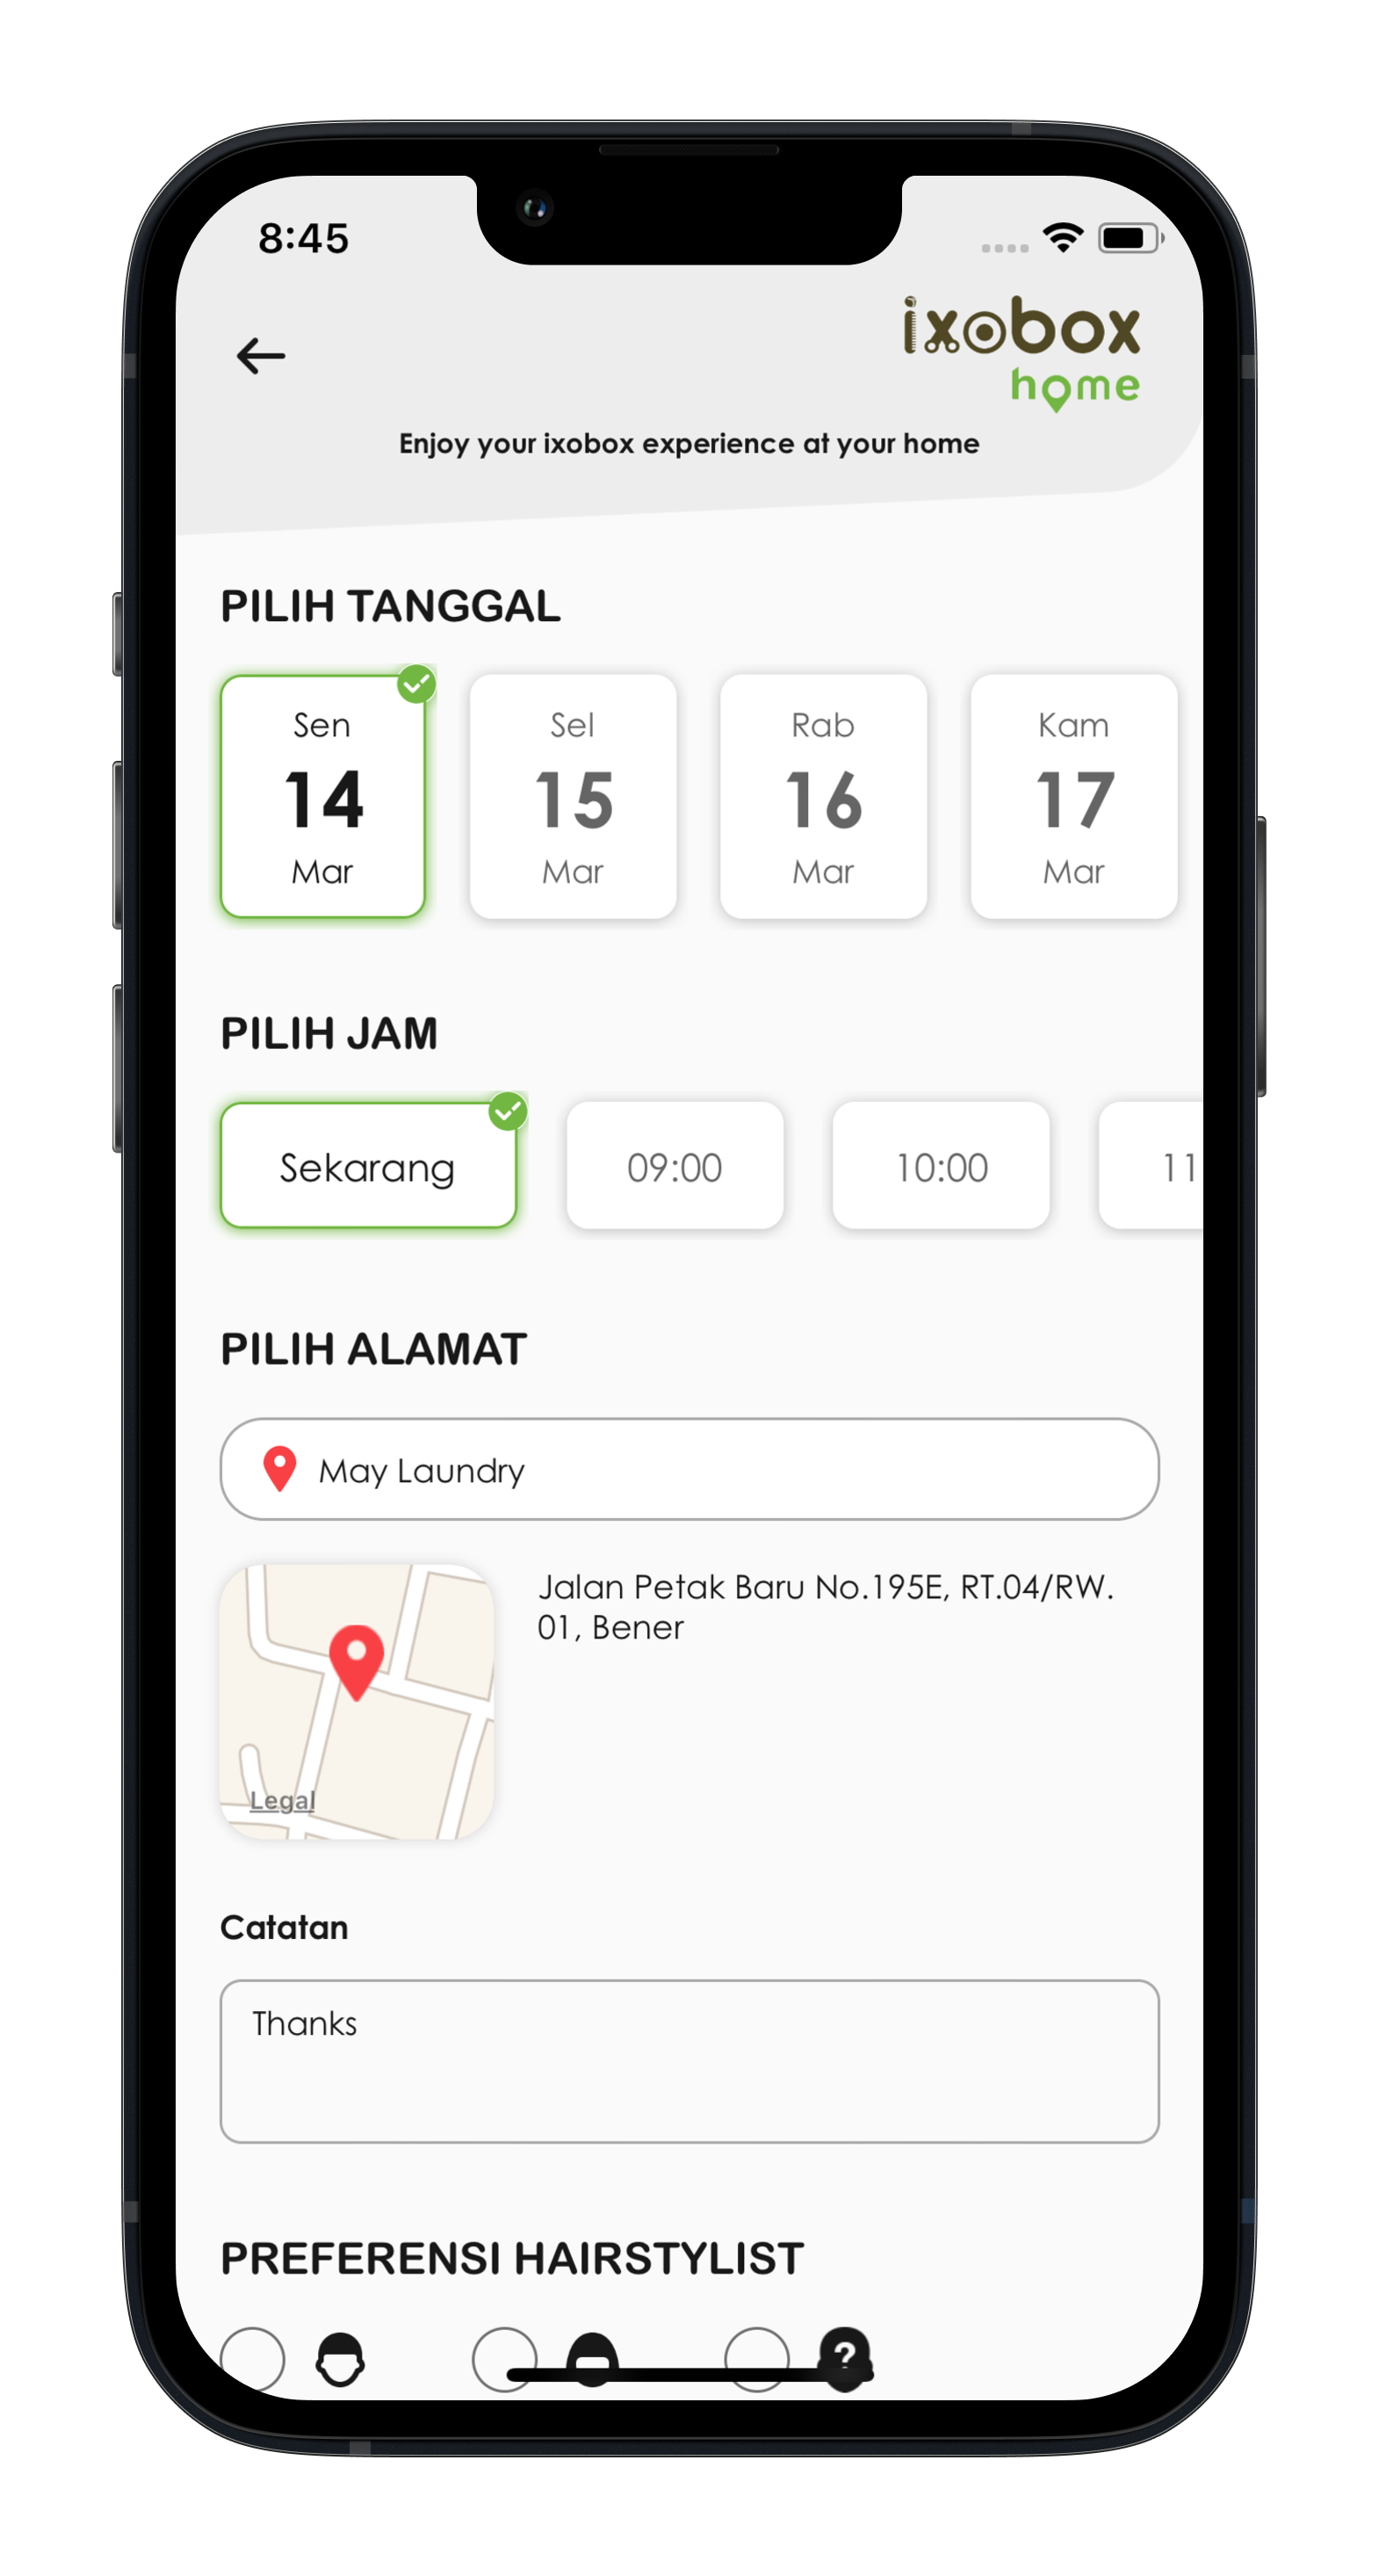 8:45
ixobox
home
Enjoy your ixobox experience at your home
PILIH TANGGAL
Sen Sel Rab Kam
14 15 16 17
Mar Mar Mar Mar
PILIH JAM
Sekarang 09:00 10:00 11
PILIH ALAMAT
May Laundry
Jalan Petak Baru No.195E, RT.04/RW.
01, Bener
Legal
Catatan
Thanks
PREFERENSI HAIRSTYLIST
?